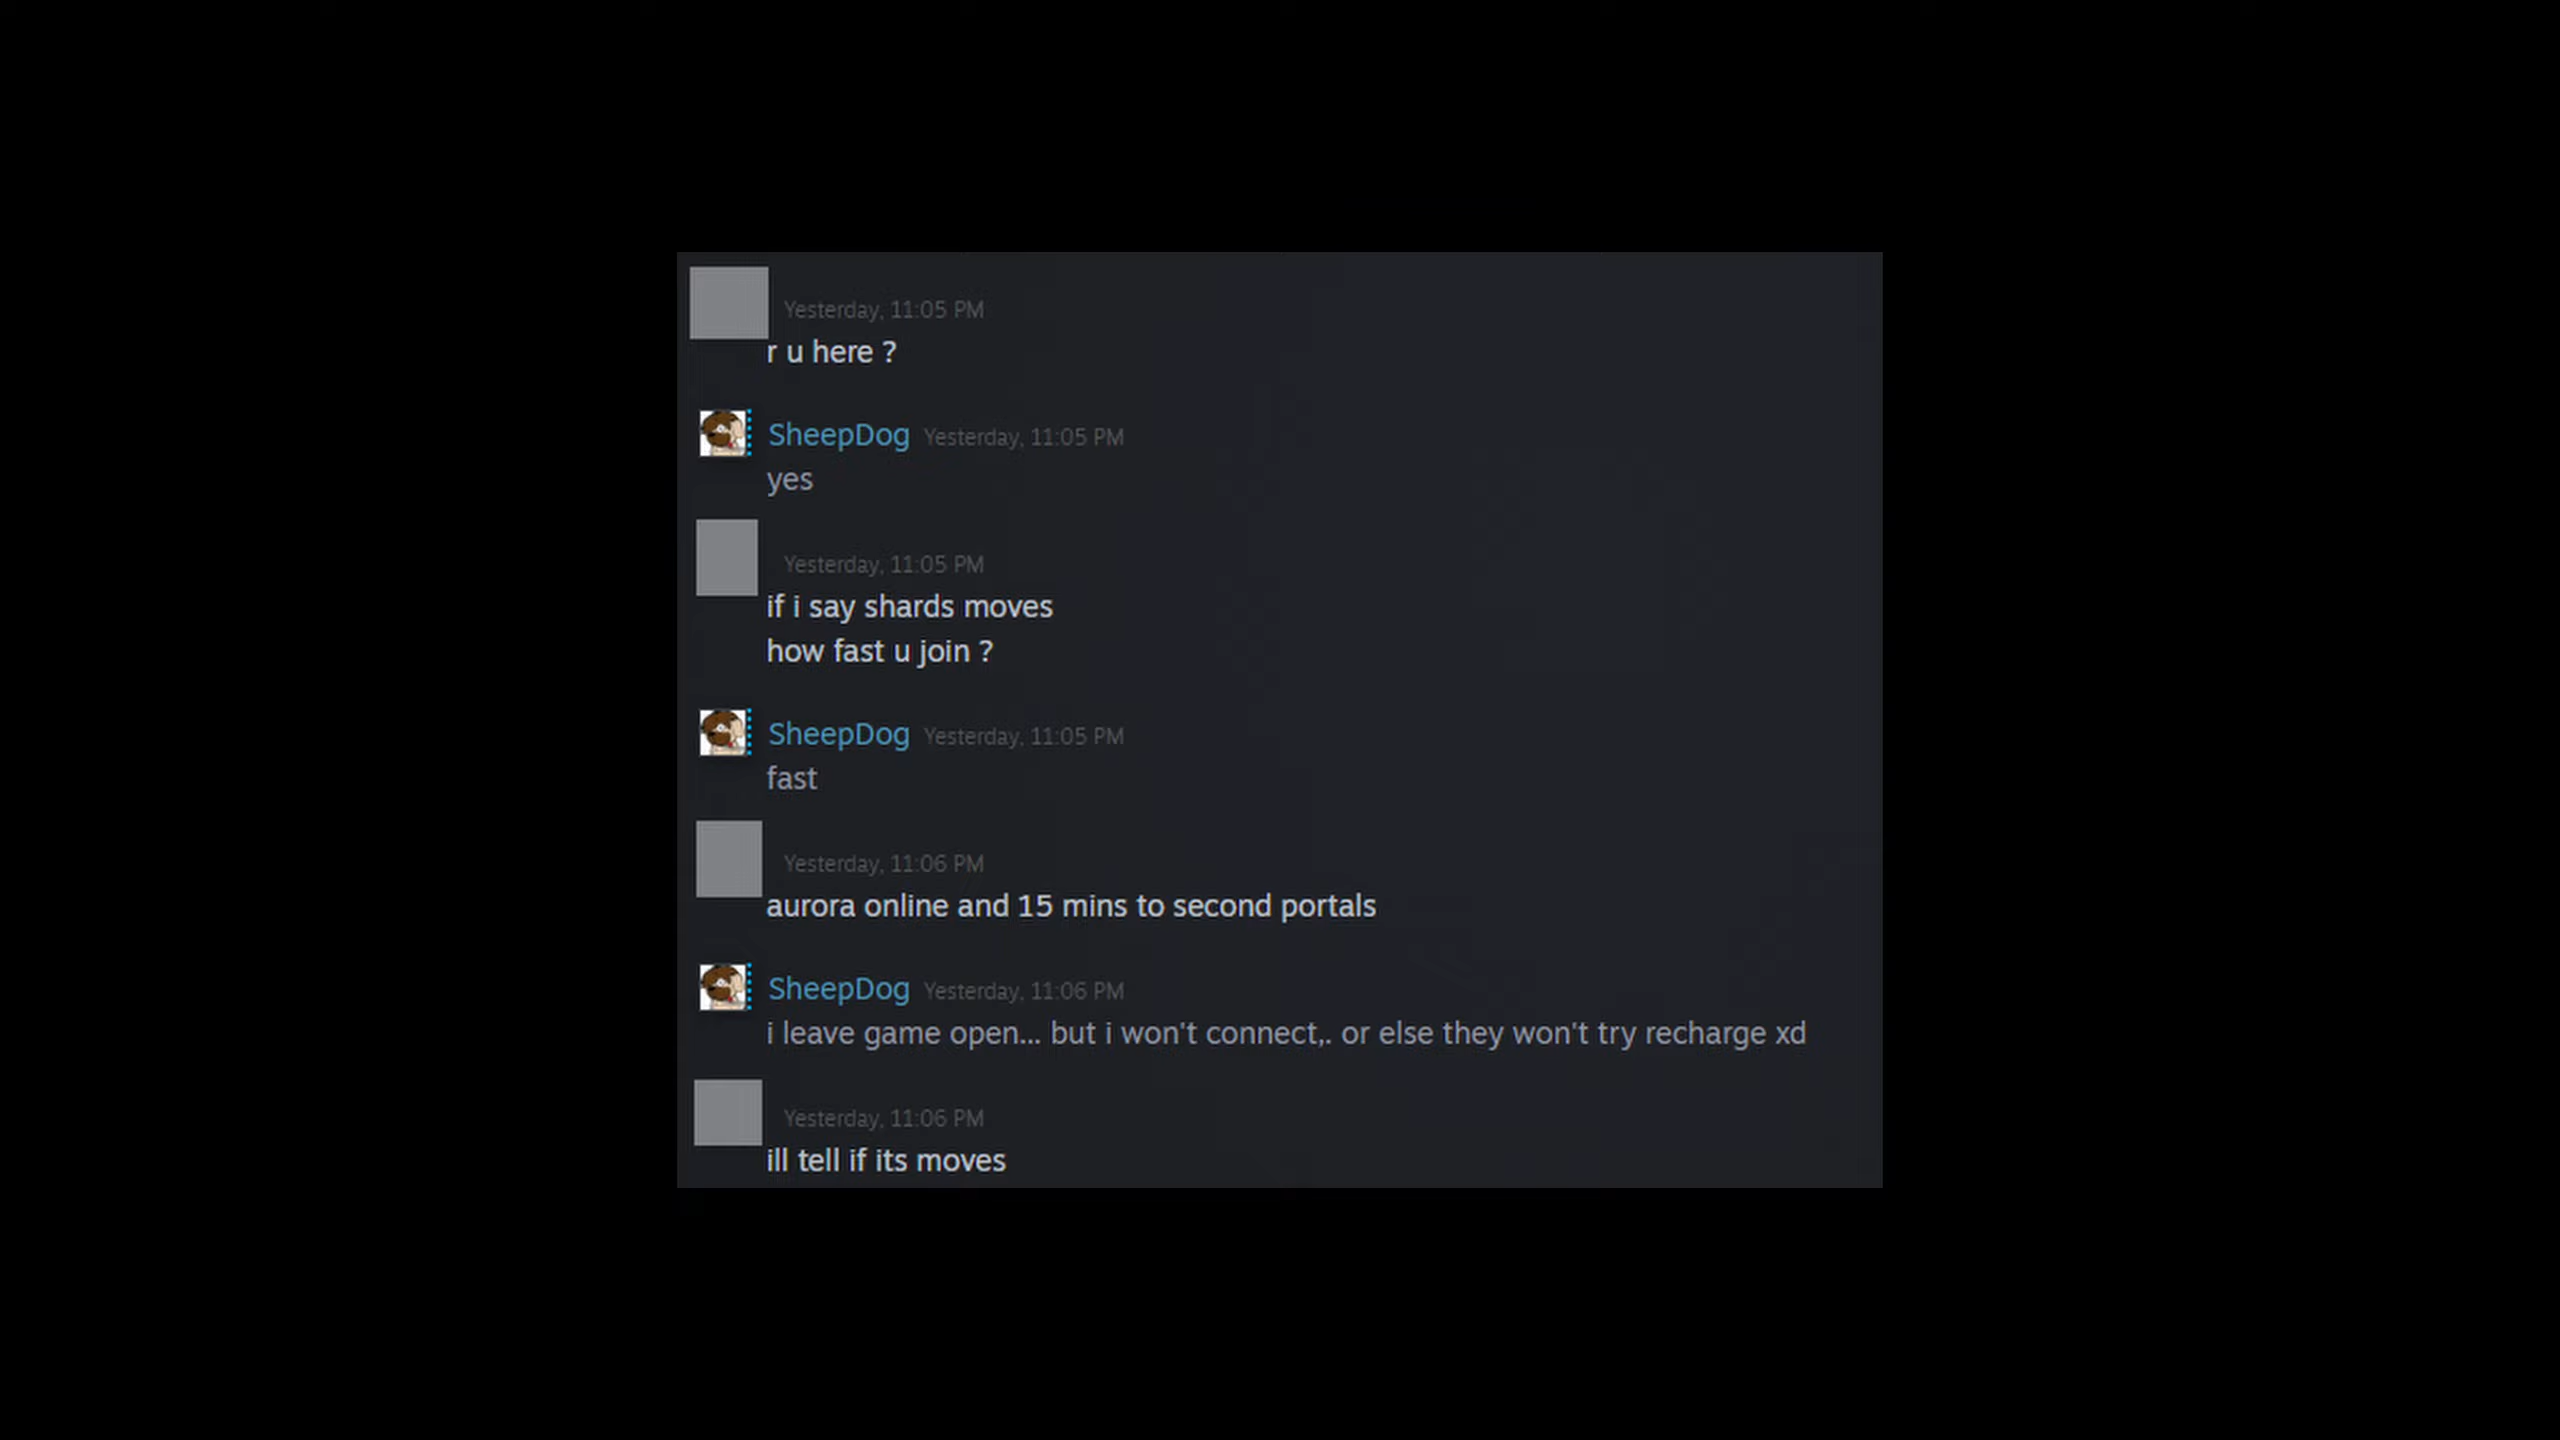 Yesterday, 11:05 PM
r u here ?
SheepDog Yesterday, 11:05 PM
yes
Yesterday, 11:05 PM
if i say shards moves
how fast u join ?
SheepDog Yesterday, 11:05 PM
fast
Yesterday, 11:06 PM
aurora online and 15 mins to second portals
SheepDog Yesterday, 11:06 PM
i leave game open... but i won't connect,. or else they won't try recharge xd
Yesterday, 11:06 PM
ill tell if its moves